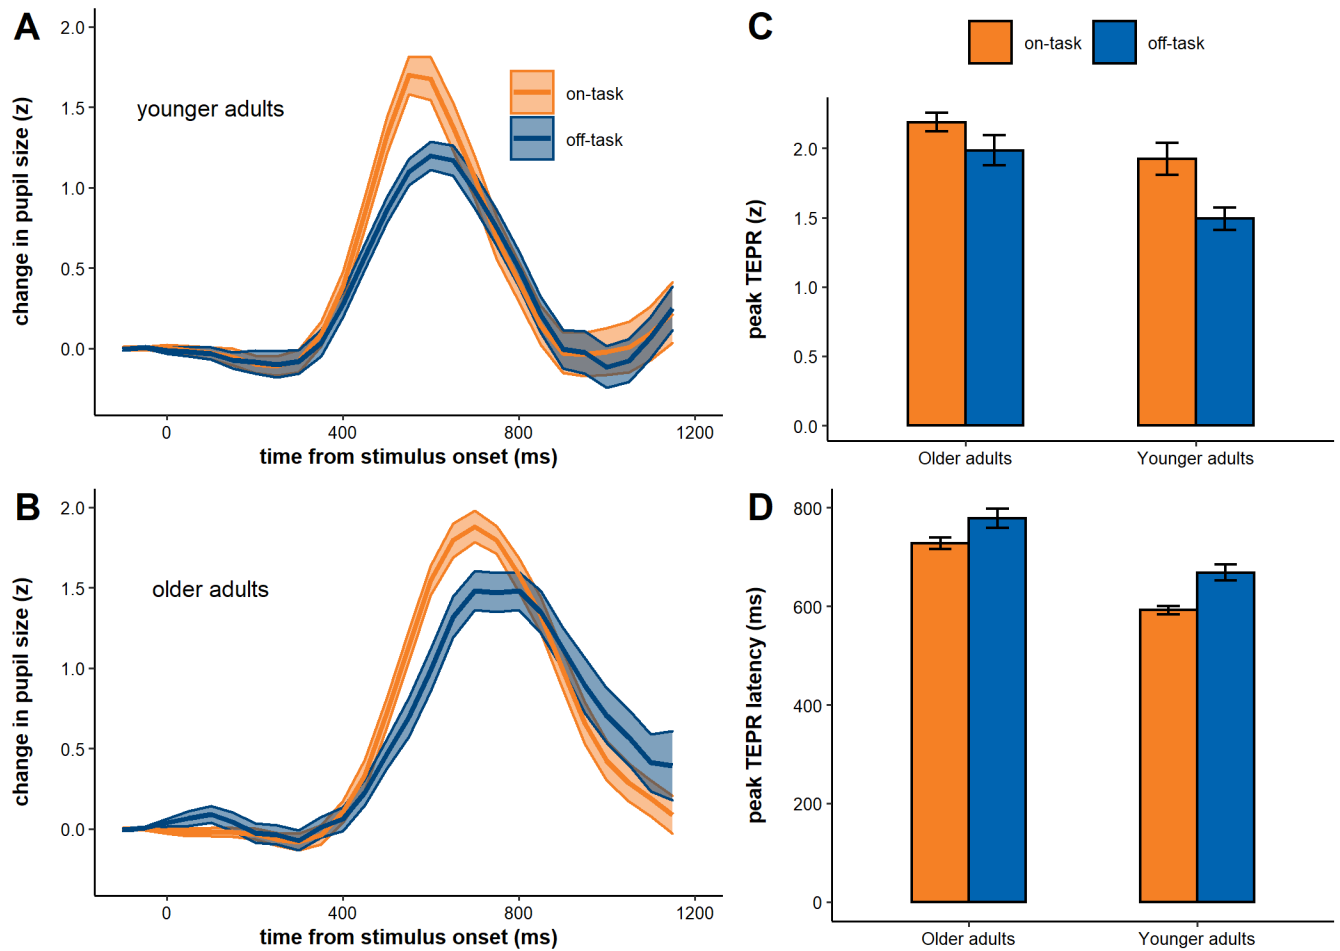 A
younger adults
on-task
off-task
change in pupil size (z)
2.0
1.5
1.0
0.5
0.0
0 400 800 1200
time from stimulus onset (ms)
B
older adults
change in pupil size (z)
2.0
1.5
1.0
0.5
0.0
0 400 800 1200
time from stimulus onset (ms)
C
on-task off-task
peak TEPR (z)
2.0
1.5
1.0
0.5
0.0
Older adults Younger adults
D
peak TEPR latency (ms)
800
600
400
200
0
Older adults Younger adults